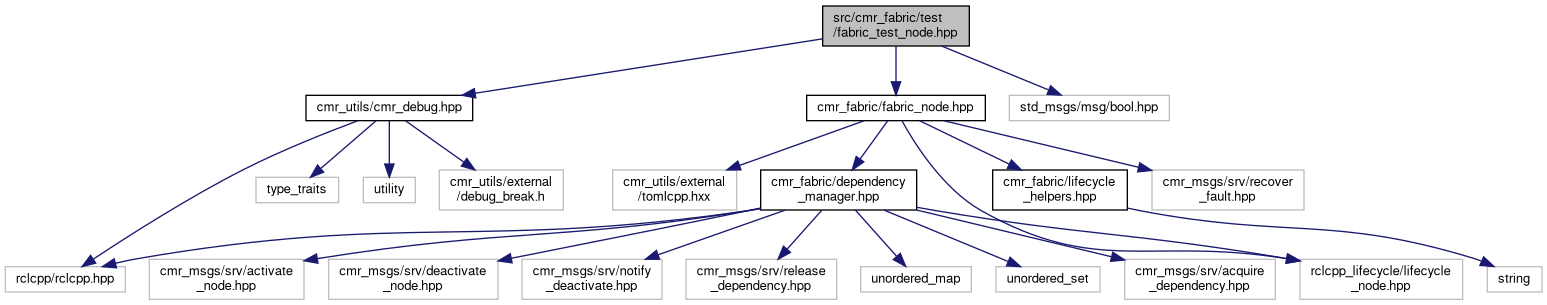 src/cmr_fabric/test
/fabric_test_node.hpp
cmr_utils/cmr_debug.hpp
cmr_fabric/fabric_node.hpp
std_msgs/msg/bool.hpp
type_traits
utility
cmr_utils/external
/debug_break.h
cmr_utils/external
/tomlcpp.hxx
cmr_fabric/dependency
_manager.hpp
cmr_fabric/lifecycle
_helpers.hpp
cmr_msgs/srv/recover
_fault.hpp
rclcpp/rclcpp.hpp
cmr_msgs/srv/activate
_node.hpp
cmr_msgs/srv/deactivate
_node.hpp
cmr_msgs/srv/notify
_deactivate.hpp
cmr_msgs/srv/release
_dependency.hpp
unordered_map
unordered_set
cmr_msgs/srv/acquire
_dependency.hpp
rclcpp_lifecycle/lifecycle
_node.hpp
string